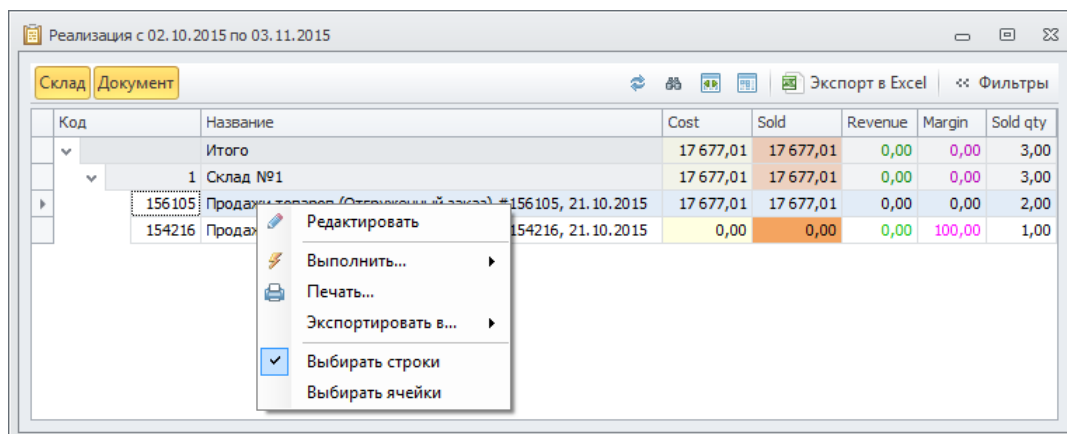 Реализация с 02.10.2015 по 03.11.2015
Склад Документ Экспорт в Excel << Фильтры
Код Название Cost Sold Revenue Margin Sold qty
Итого 17 677,01 17 677,01 0,00 0,00 3,00
1 Склад №1 17 677,01 17 677,01 0,00 0,00 3,00
156105 Продажи товаров (Отгруженный заказ) #156105, 21.10.2015 17 677,01 17 677,01 0,00 0,00 2,00
154216 Продаж 154216, 21.10.2015 0,00 0,00 0,00 100,00 1,00
Редактировать
Выполнить...
Печать...
Экспортировать в...
Выбирать строки
Выбирать ячейки